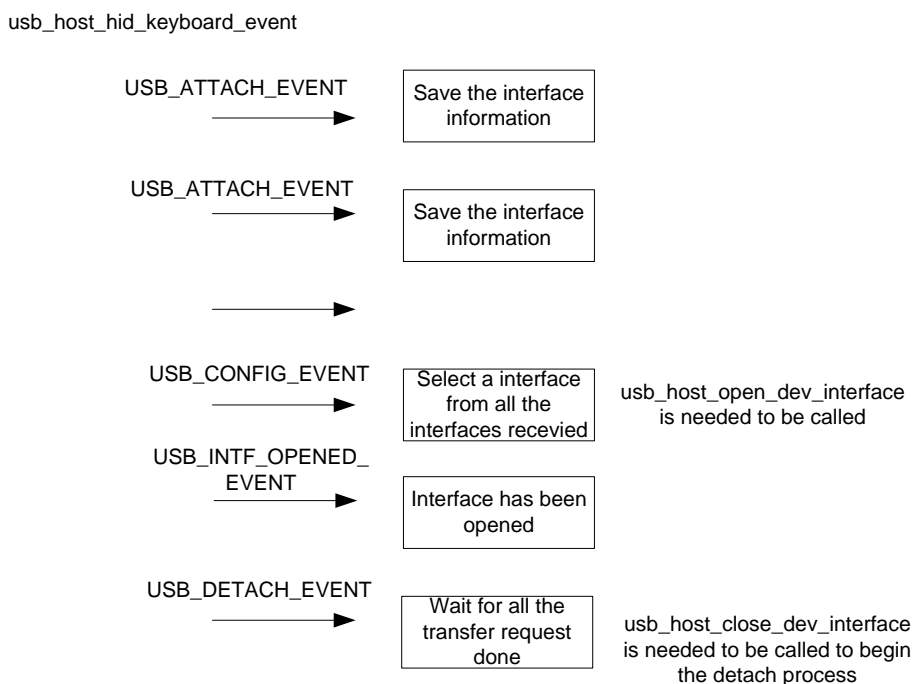 usb_host_hid_keyboard_event
USB_ATTACH_EVENT
Save the interface
information
USB_ATTACH_EVENT
Save the interface
information
USB_CONFIG_EVENT
Select a interface
from all the
interfaces recevied
usb_host_open_dev_interface
is needed to be called
USB_INTF_OPENED_
EVENT
Interface has been
opened
USB_DETACH_EVENT
Wait for all the
transfer request
done
usb_host_close_dev_interface
is needed to be called to begin
the detach process